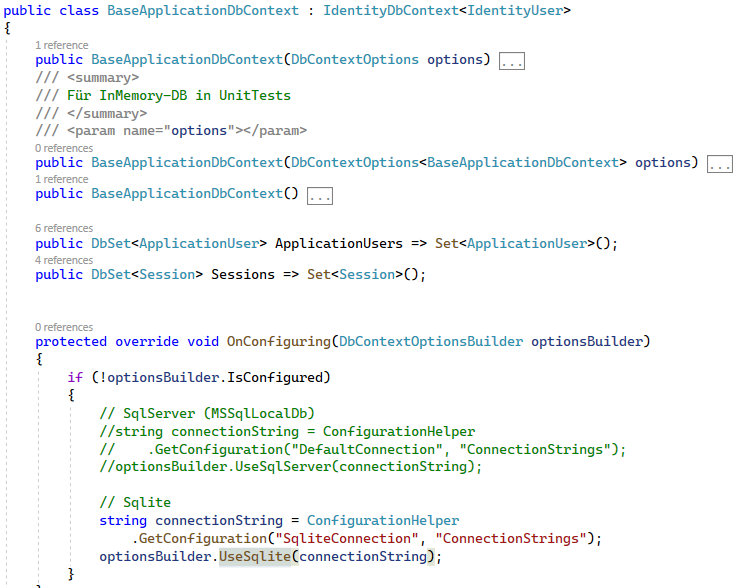 public class BaseApplicationDbContext : IdentityDbContext<IdentityUser>
{
1 reference
public BaseApplicationDbContext(DbContextOptions options) ...
/// <summary>
/// Für InMemory-DB in UnitTests
/// </summary>
/// <param name="options"></param>
0 references
public BaseApplicationDbContext(DbContextOptions<BaseApplicationDbContext> options) ...
1 reference
public BaseApplicationDbContext() ...
6 references
public DbSet<ApplicationUser> ApplicationUsers => Set<ApplicationUser>();
4 references
public DbSet<Session> Sessions => Set<Session>();
0 references
protected override void OnConfiguring(DbContextOptionsBuilder optionsBuilder)
{
if (!optionsBuilder.IsConfigured)
{
// SqlServer (MSSqlLocalDb)
//string connectionString = ConfigurationHelper
//    .GetConfiguration("DefaultConnection", "ConnectionStrings");
//optionsBuilder.UseSqlServer(connectionString);
// Sqlite
string connectionString = ConfigurationHelper
.GetConfiguration("SqliteConnection", "ConnectionStrings");
optionsBuilder.UseSqlite(connectionString);
}